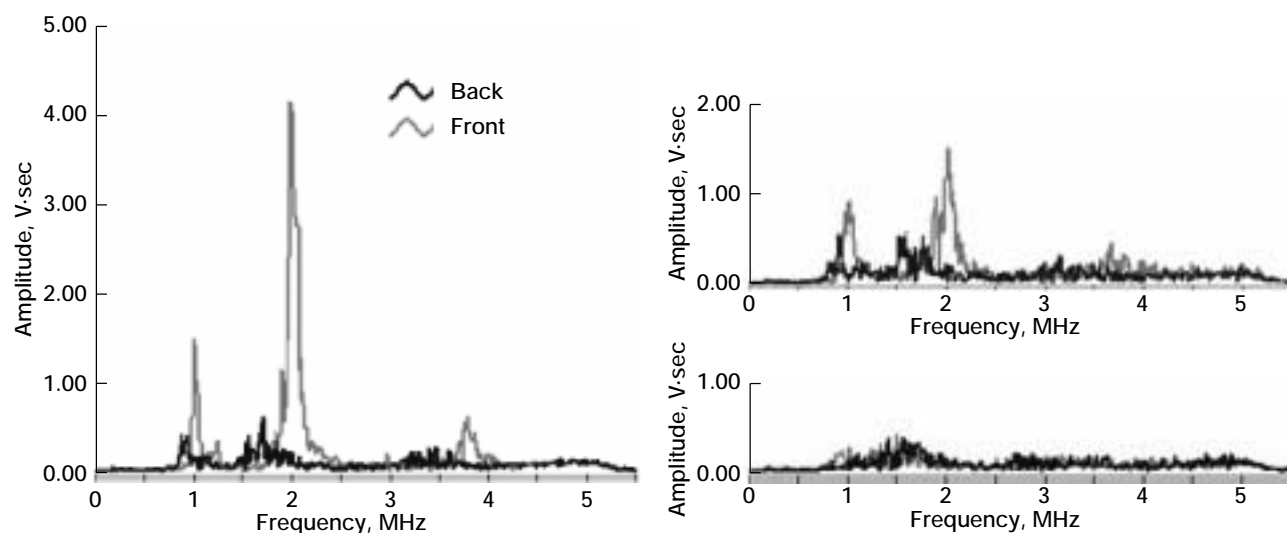 5.00
4.00
3.00
2.00
1.00
0.00
Amplitude, V·sec
Back
Front
0 1 2 3 4 5
Frequency, MHz
2.00
1.00
0.00
Amplitude, V·sec
0 1 2 3 4 5
Frequency, MHz
1.00
0.00
Amplitude, V·sec
0 1 2 3 4 5
Frequency, MHz